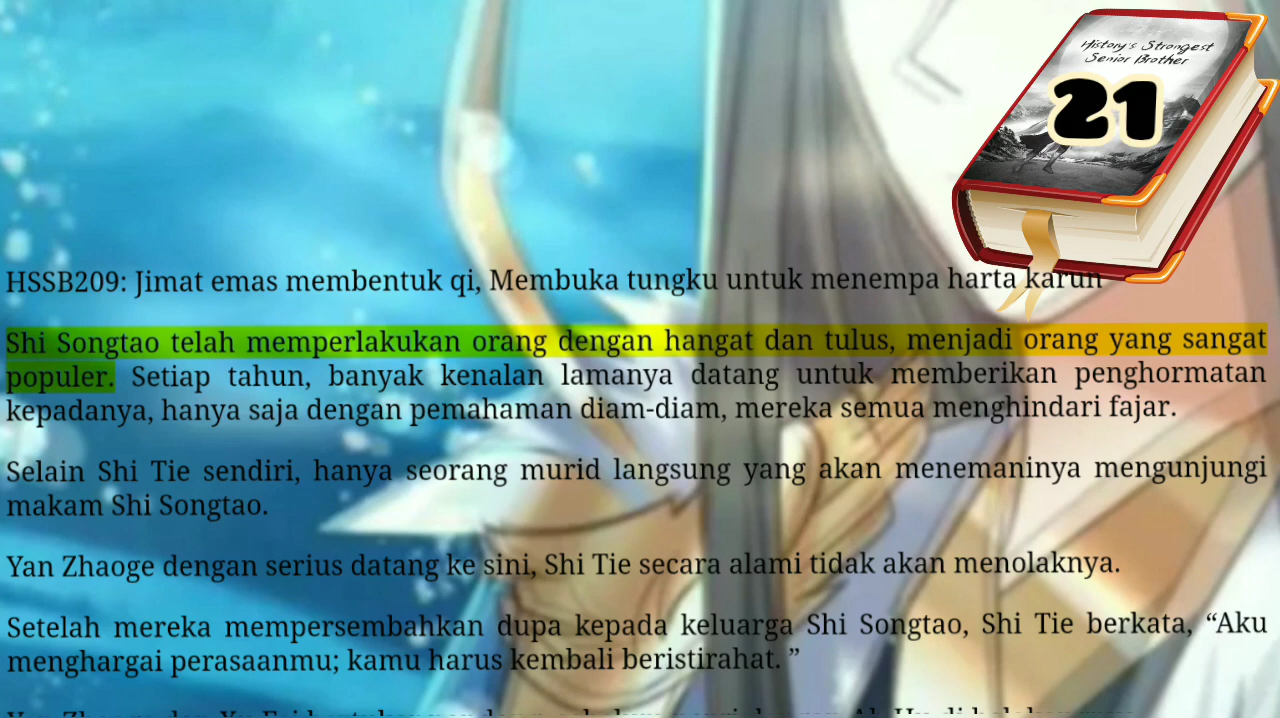 History's Strongest
Senior Brother
21
HSSB209: Jimat emas membentuk qi, Membuka tungku untuk menempa harta karun
Shi Songtao telah memperlakukan orang dengan hangat dan tulus, menjadi orang yang sangat
populer. Setiap tahun, banyak kenalan lamanya datang untuk memberikan penghormatan
kepadanya, hanya saja dengan pemahaman diam-diam, mereka semua menghindari fajar.
Selain Shi Tie sendiri, hanya seorang murid langsung yang akan menemaninya mengunjungi
makam Shi Songtao.
Yan Zhaoge dengan serius datang ke sini, Shi Tie secara alami tidak akan menolaknya.
Setelah mereka mempersembahkan dupa kepada keluarga Shi Songtao, Shi Tie berkata, “Aku
menghargai perasaanmu; kamu harus kembali beristirahat. ”